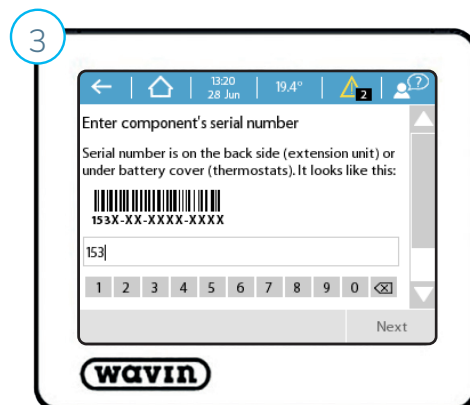 3
13:20
28 Jun
19.4°
2
?
Enter component's serial number
Serial number is on the back side (extension unit) or
under battery cover (thermostats). It looks like this:
153X-XX-XXXX-XXXX
153
1 2 3 4 5 6 7 8 9 0
Next
wavin